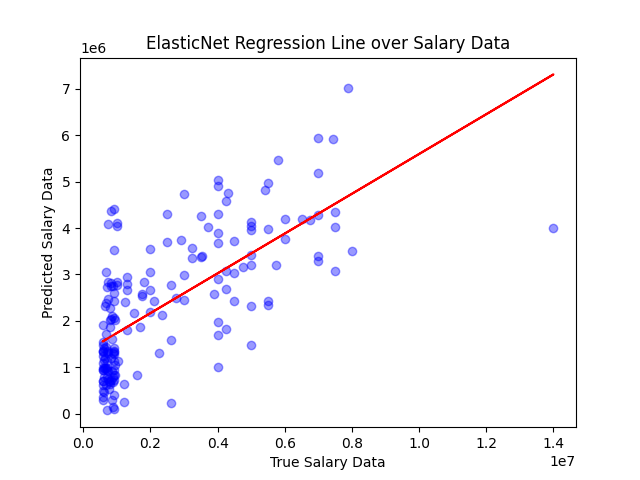 ElasticNet Regression Line over Salary Data
1e6
7
6
5
4
3
2
1
0
Predicted Salary Data
0.0 0.2 0.4 0.6 0.8 1.0 1.2 1.4
1e7
True Salary Data